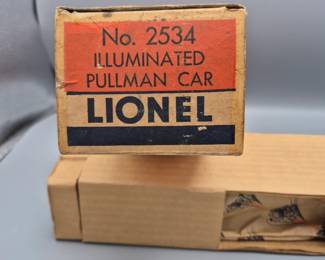 No. 2534
ILLUMINATED
PULLMAN CAR
LIONEL